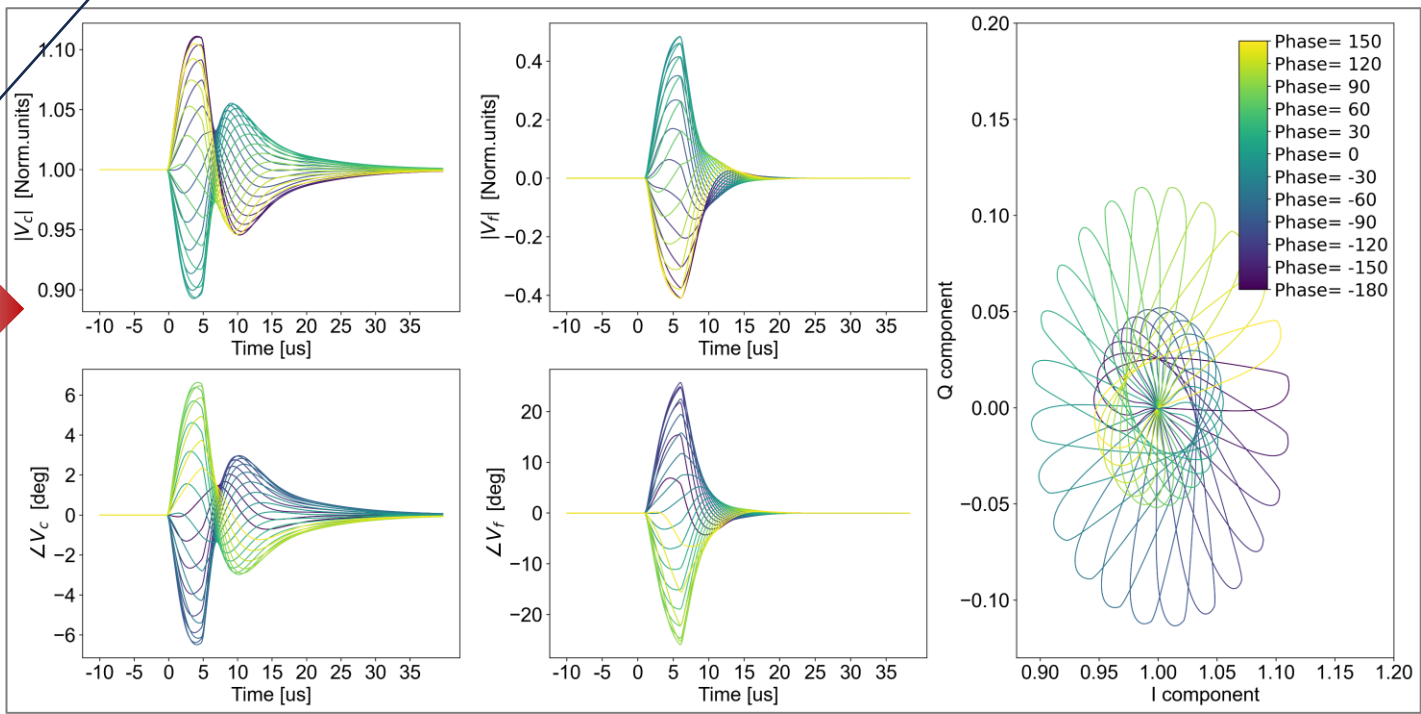 1.10
1.05
1.00
0.95
0.90
|Vc| [Norm.units]
-10 -5 0 5 10 15 20 25 30 35
Time [us]
0.4
0.2
0.0
−0.2
−0.4
|Vf| [Norm.units]
-10 -5 0 5 10 15 20 25 30 35
Time [us]
6
4
2
0
−2
−4
−6
∠Vc [deg]
-10 -5 0 5 10 15 20 25 30 35
Time [us]
20
10
0
−10
−20
∠Vf [deg]
-10 -5 0 5 10 15 20 25 30 35
Time [us]
0.20
0.15
0.10
0.05
0.00
−0.05
−0.10
Q component
0.90 0.95 1.00 1.05 1.10 1.15 1.20
I component
Phase= 150
Phase= 120
Phase= 90
Phase= 60
Phase= 30
Phase= 0
Phase= -30
Phase= -60
Phase= -90
Phase= -120
Phase= -150
Phase= -180